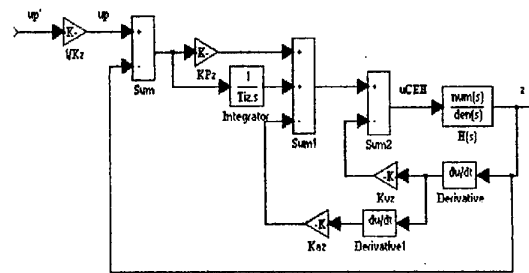 up'
K-
1/Kz
up
+
-
Sum
K-
KPz
1
Tiz.s
Integrator
+
+
-
Sum1
+
-
Sum2
uCEH
num(s)
den(s)
H(s)
z
-K
Kvz
du/dt
Derivative
-K
Kaz
du/dt
Derivative1